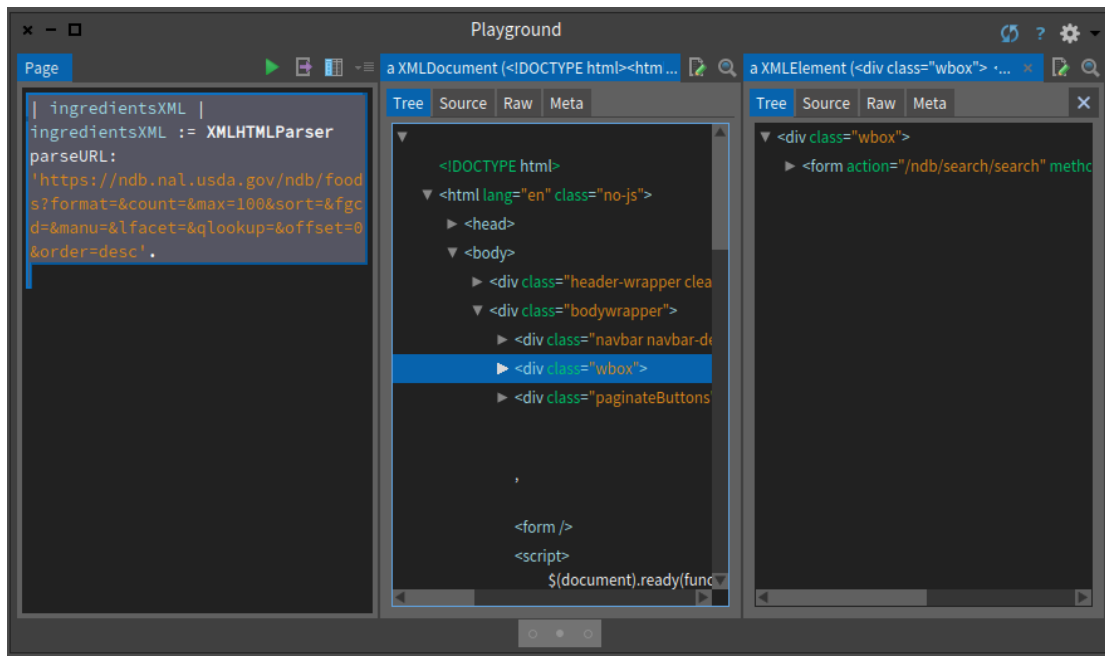 Playground
?
Page
a XMLDocument (<!DOCTYPE html><htm ...
a XMLElement (<div class="wbox"> ·...
Tree Source Raw Meta
Tree Source Raw Meta
| ingredientsXML |
ingredientsXML := XMLHTMLParser
parseURL:
'https://ndb.nal.usda.gov/ndb/food
s?format=&count=&max=100&sort=&fgc
d=&manu=&lfacet=&qlookup=&offset=0
&order=desc'.
<!DOCTYPE html>
<html lang="en" class="no-js">
<head>
<body>
<div class="header-wrapper clea
<div class="bodywrapper">
<div class="navbar navbar-de
<div class="wbox">
<div class="paginateButtons"
,
<form />
<script>
$(document).ready(func
<div class="wbox">
<form action="/ndb/search/search" methc